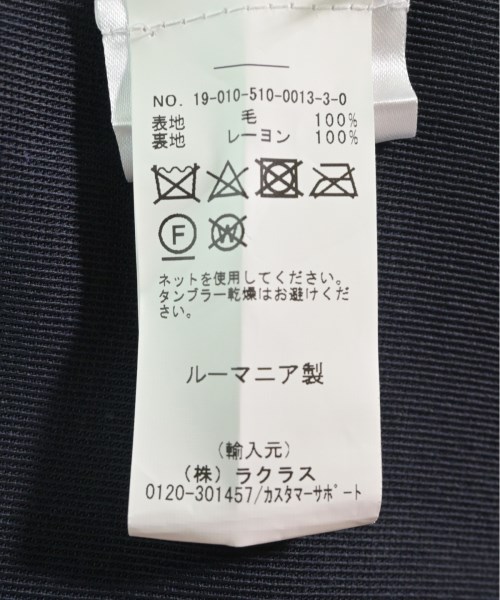 NO. 19-010-510-0013-3-0
表地 毛 100%
裏地 レーヨン 100%
F W
ネットを使用してください。
タンブラー乾燥はお避けくだ
さい。
ルーマニア製
(輸入元)
(株) ラクラス
0120-301457/カスタマーサポート